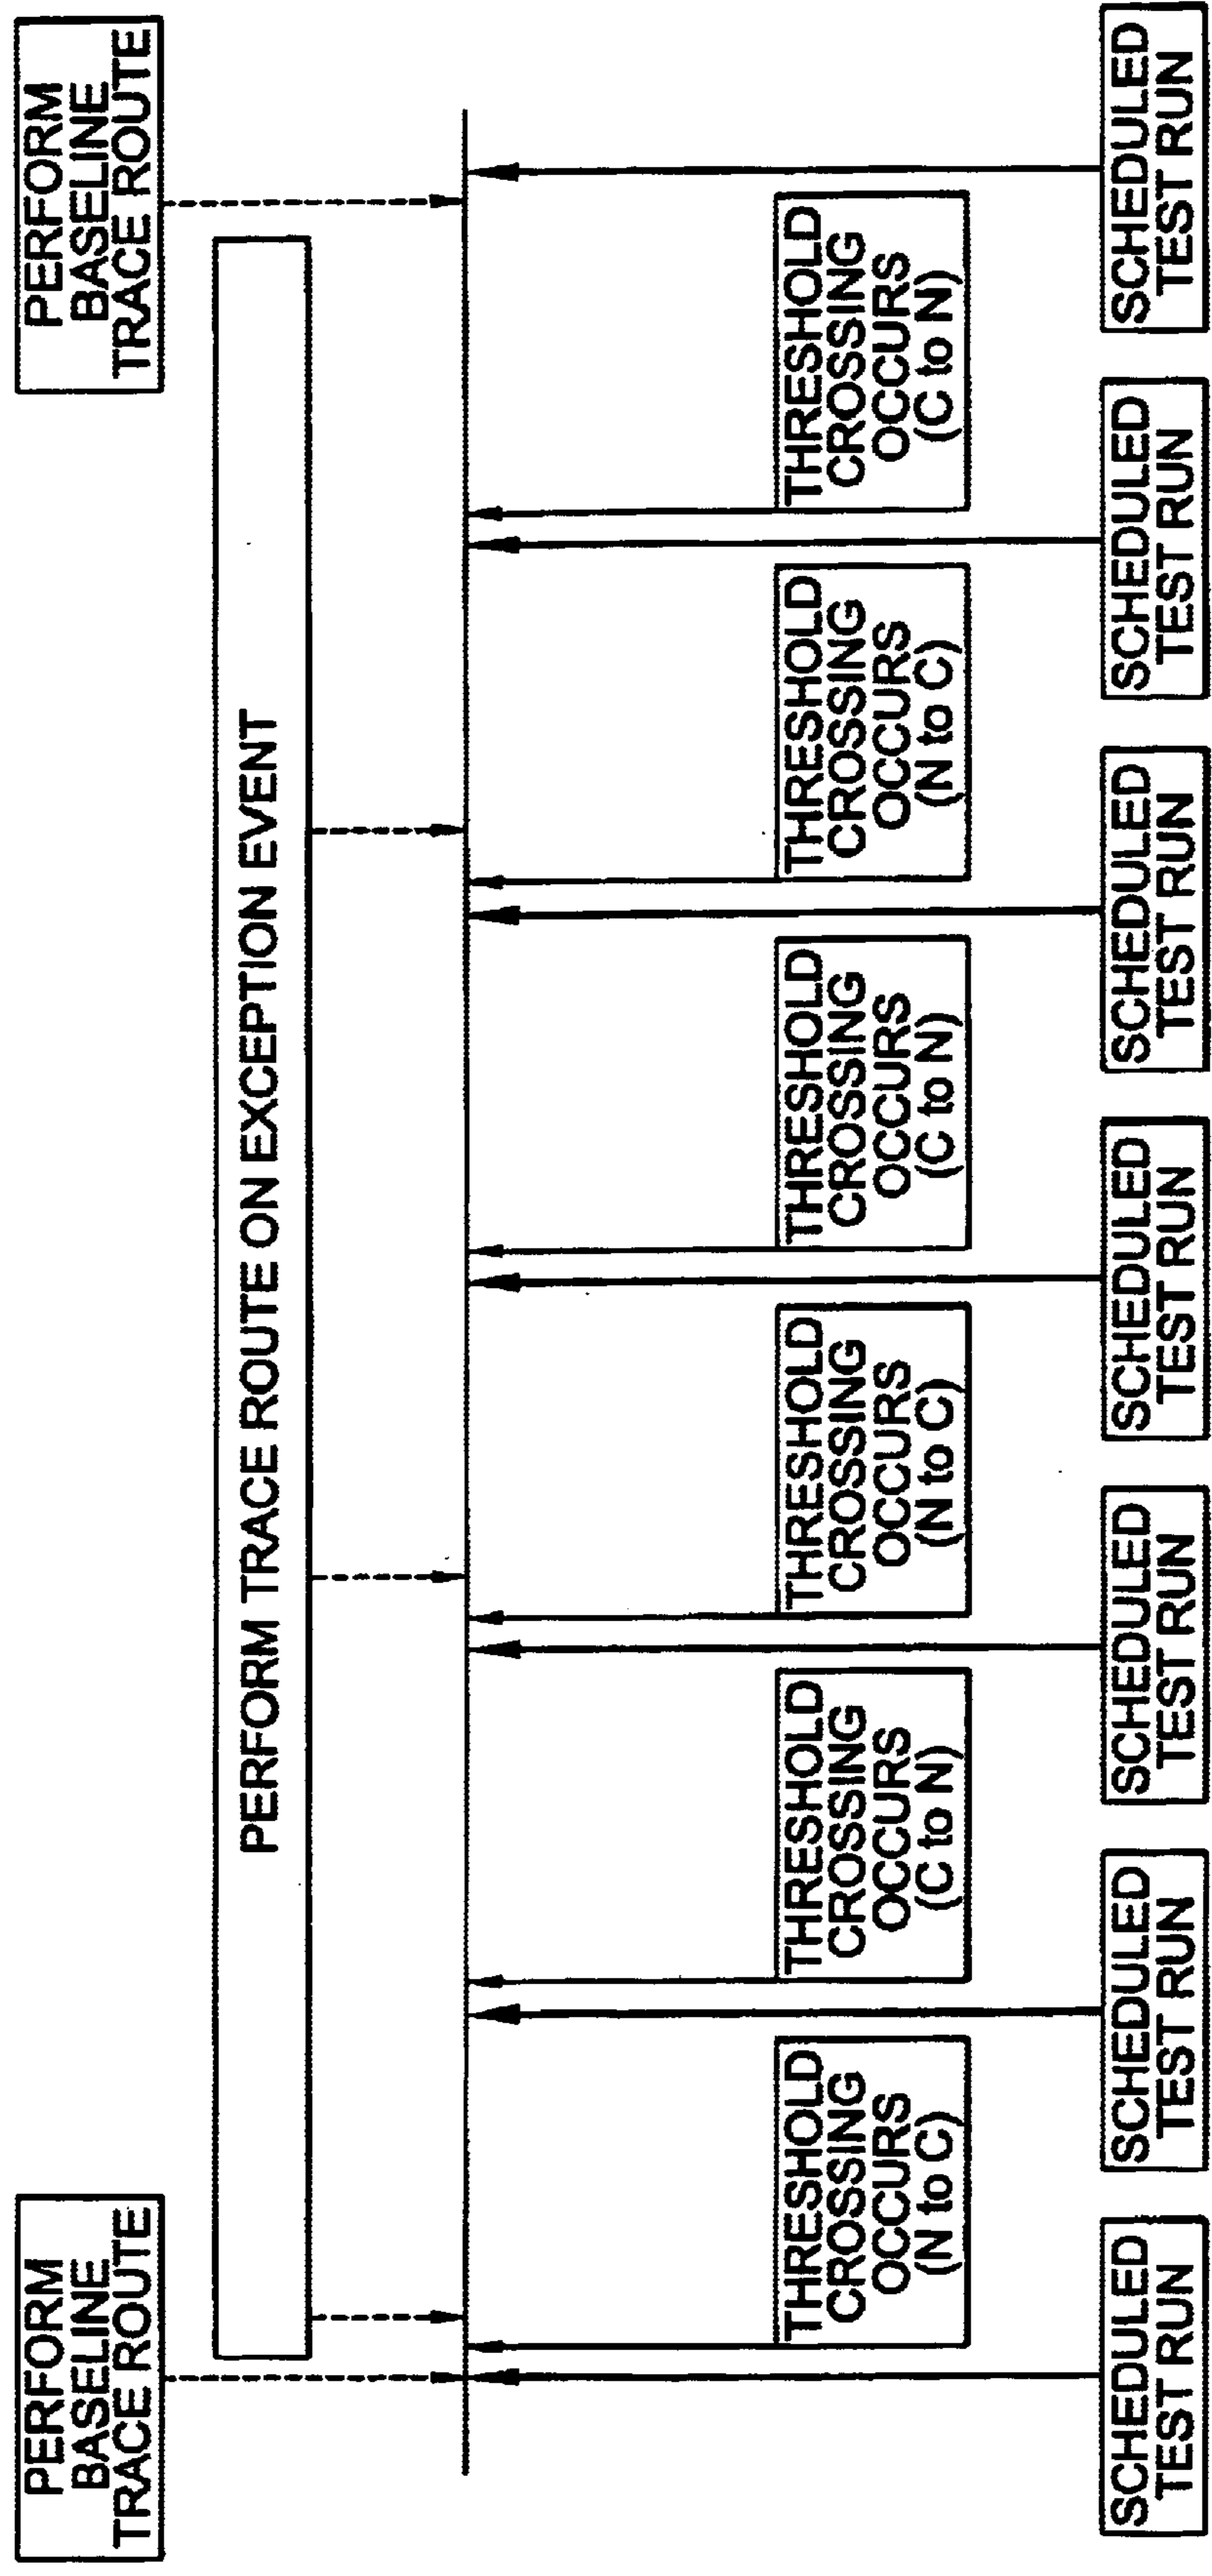 PERFORM
BASELINE
TRACE ROUTE
PERFORM
BASELINE
TRACE ROUTE
PERFORM TRACE ROUTE ON EXCEPTION EVENT
THRESHOLD
CROSSING
OCCURS
(N to C)
THRESHOLD
CROSSING
OCCURS
(C to N)
THRESHOLD
CROSSING
OCCURS
(N to C)
THRESHOLD
CROSSING
OCCURS
(C to N)
THRESHOLD
CROSSING
OCCURS
(N to C)
THRESHOLD
CROSSING
OCCURS
(C to N)
SCHEDULED
TEST RUN
SCHEDULED
TEST RUN
SCHEDULED
TEST RUN
SCHEDULED
TEST RUN
SCHEDULED
TEST RUN
SCHEDULED
TEST RUN
SCHEDULED
TEST RUN